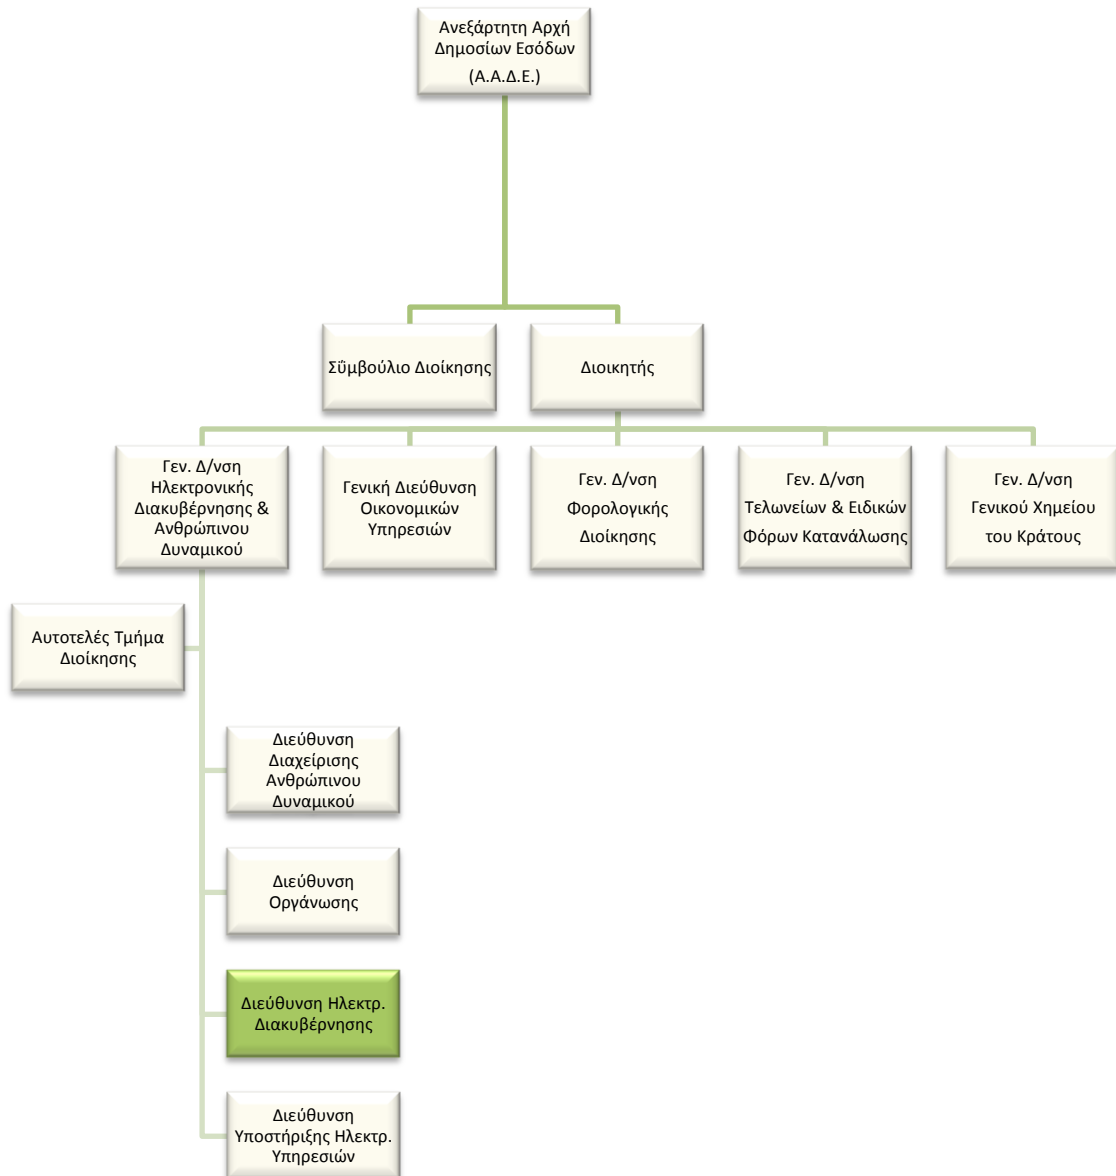 Ανεξάρτητη Αρχή
Δημοσίων Εσόδων
(Α.Α.Δ.Ε.)
Σΰμβούλιο Διοίκησης
Διοικητής
Γεν. Δ/νση
Ηλεκτρονικής
Διακυβέρνησης &
Ανθρώπινου
Δυναμικού
Γενική Διεύθυνση
Οικονομικών
Υπηρεσιών
Γεν. Δ/νση
Φορολογικής
Διοίκησης
Γεν. Δ/νση
Τελωνείων & Ειδικών
Φόρων Κατανάλωσης
Γεν. Δ/νση
Γενικού Χημείου
του Κράτους
Αυτοτελές Τμήμα
Διοίκησης
Διεύθυνση
Διαχείρισης
Ανθρώπινου
Δυναμικού
Διεύθυνση
Οργάνωσης
Διεύθυνση Ηλεκτρ.
Διακυβέρνησης
Διεύθυνση
Υποστήριξης Ηλεκτρ.
Υπηρεσιών